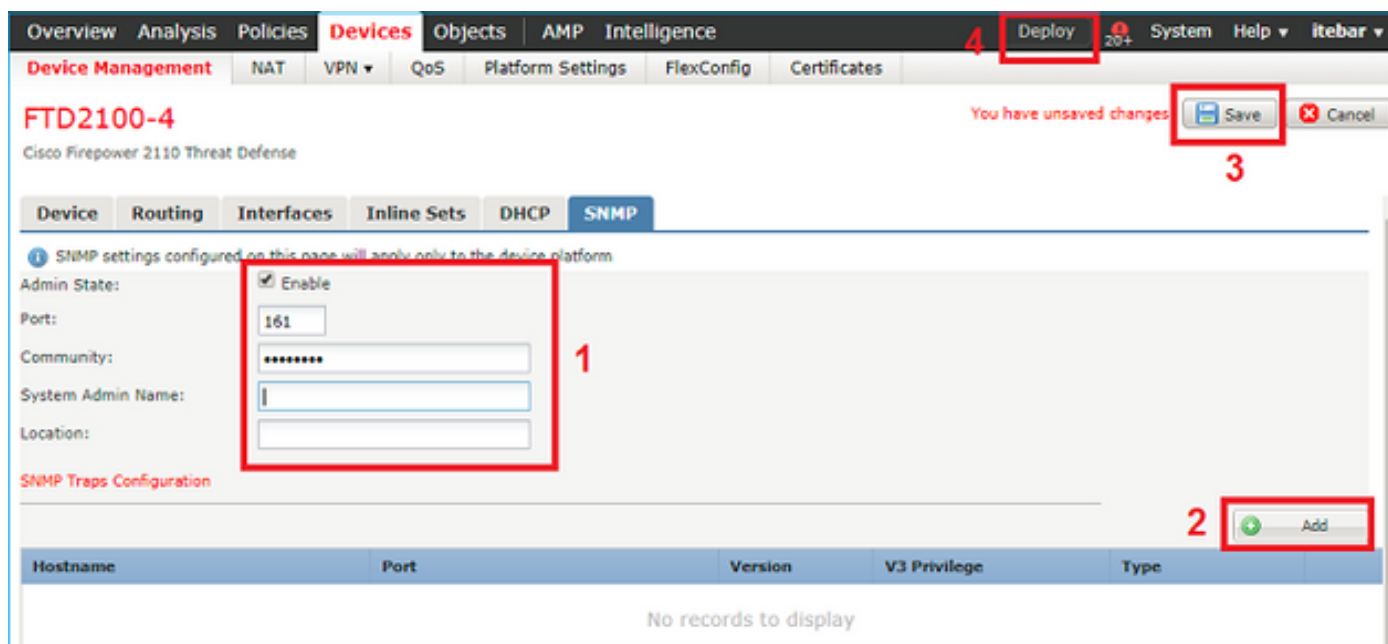 Overview Analysis Policies Devices Objects AMP Intelligence 4 Deploy 20+ System Help ▾ itebar ▾
Device Management NAT VPN ▾ QoS Platform Settings FlexConfig Certificates
FTD2100-4
You have unsaved changes Save Cancel
Cisco Firepower 2110 Threat Defense
3
Device Routing Interfaces Inline Sets DHCP SNMP
SNMP settings configured on this page will apply only to the device platform
Admin State: Enable
Port: 161
Community: ••••••••
1
System Admin Name:
Location:
SNMP Traps Configuration
2 Add
Hostname Port Version V3 Privilege Type
No records to display